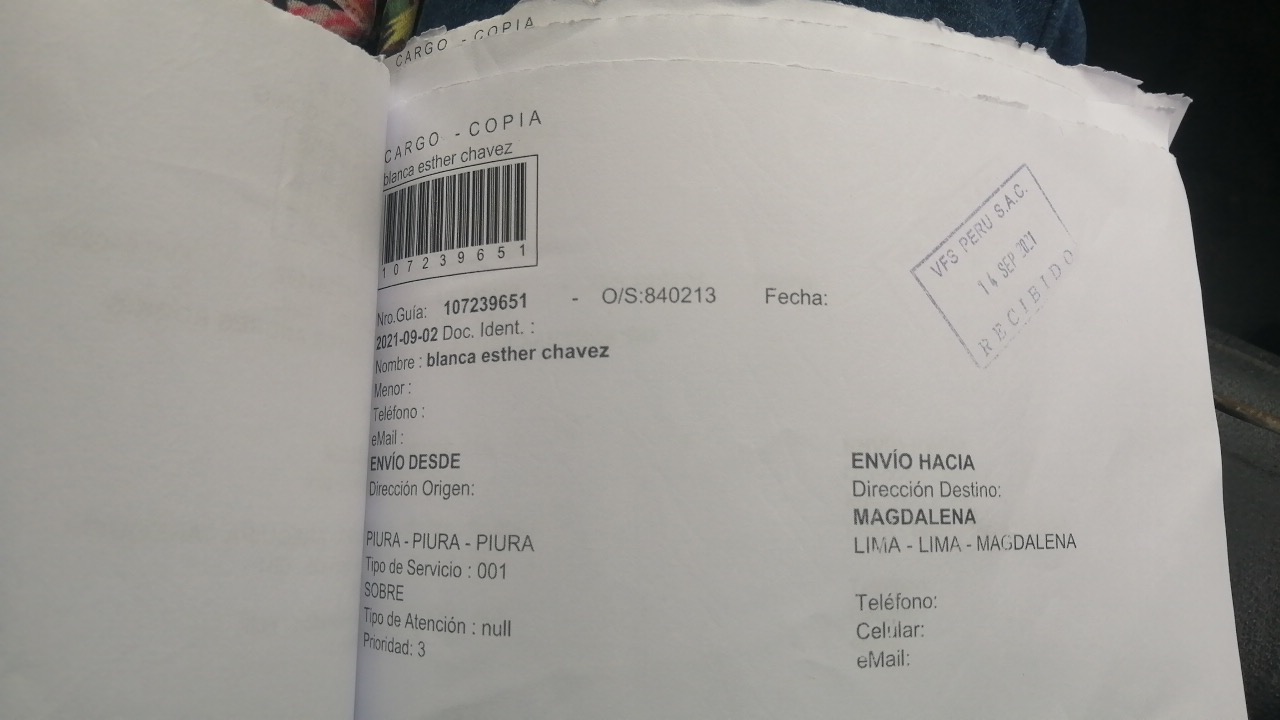 CARGO - COPIA
CARGO - COPIA
blanca esther chavez
107239651
Nro.Guía: 107239651 - O/S:840213 Fecha:
2021-09-02 Doc. Ident. :
Nombre : blanca esther chavez
Menor :
Teléfono :
eMail :
ENVÍO DESDE
Dirección Origen:
PIURA - PIURA - PIURA
Tipo de Servicio : 001
SOBRE
Tipo de Atención : null
Prioridad: 3
VFS PERU S.A.C.
14 SEP 2021
RECIBIDO
ENVÍO HACIA
Dirección Destino:
MAGDALENA
LIMA - LIMA - MAGDALENA
Teléfono:
Celular:
eMail: